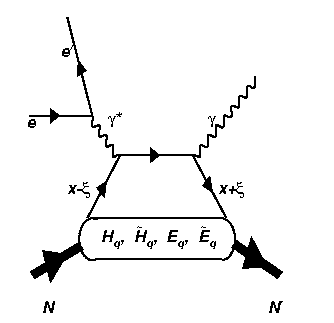 e'
e γ* γ
x-ξ x+ξ
H_q, H̃_q, E_q, Ẽ_q
N N'